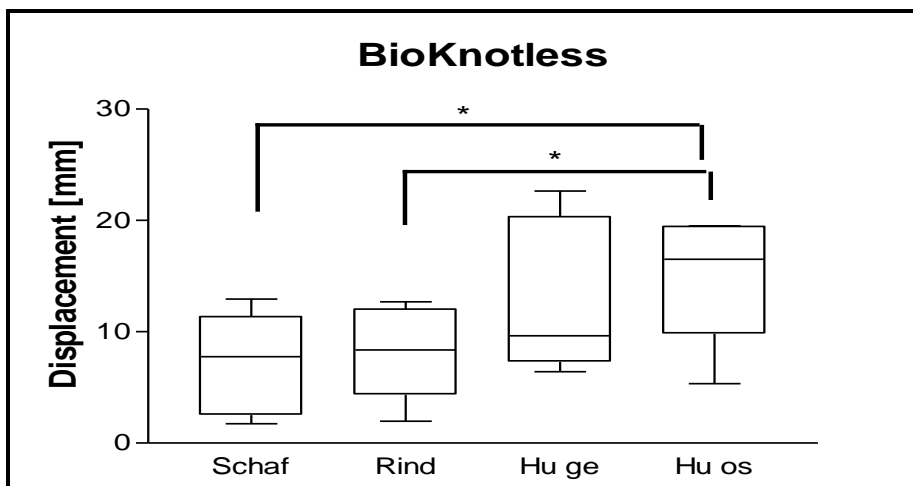 BioKnotless
Displacement [mm]
30
20
10
0
*
*
Schaf Rind Hu ge Hu os